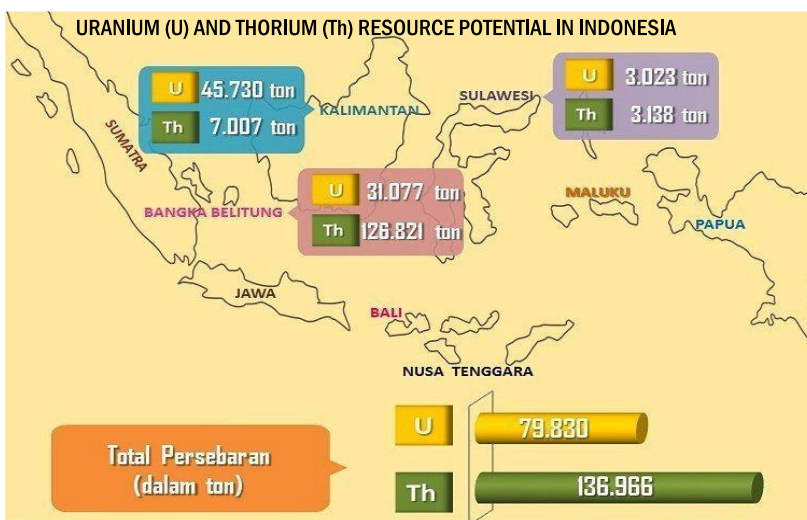 URANIUM (U) AND THORIUM (Th) RESOURCE POTENTIAL IN INDONESIA
U 45.730 ton
Th 7.007 ton
KALIMANTAN
SULAWESI
U 3.023 ton
Th 3.138 ton
SUMATRA
U 31.077 ton
Th 126.821 ton
BANGKA BELITUNG
MALUKU
PAPUA
JAWA
BALI
NUSA TENGGARA
Total Persebaran
(dalam ton)
U 79.830
Th 136.966